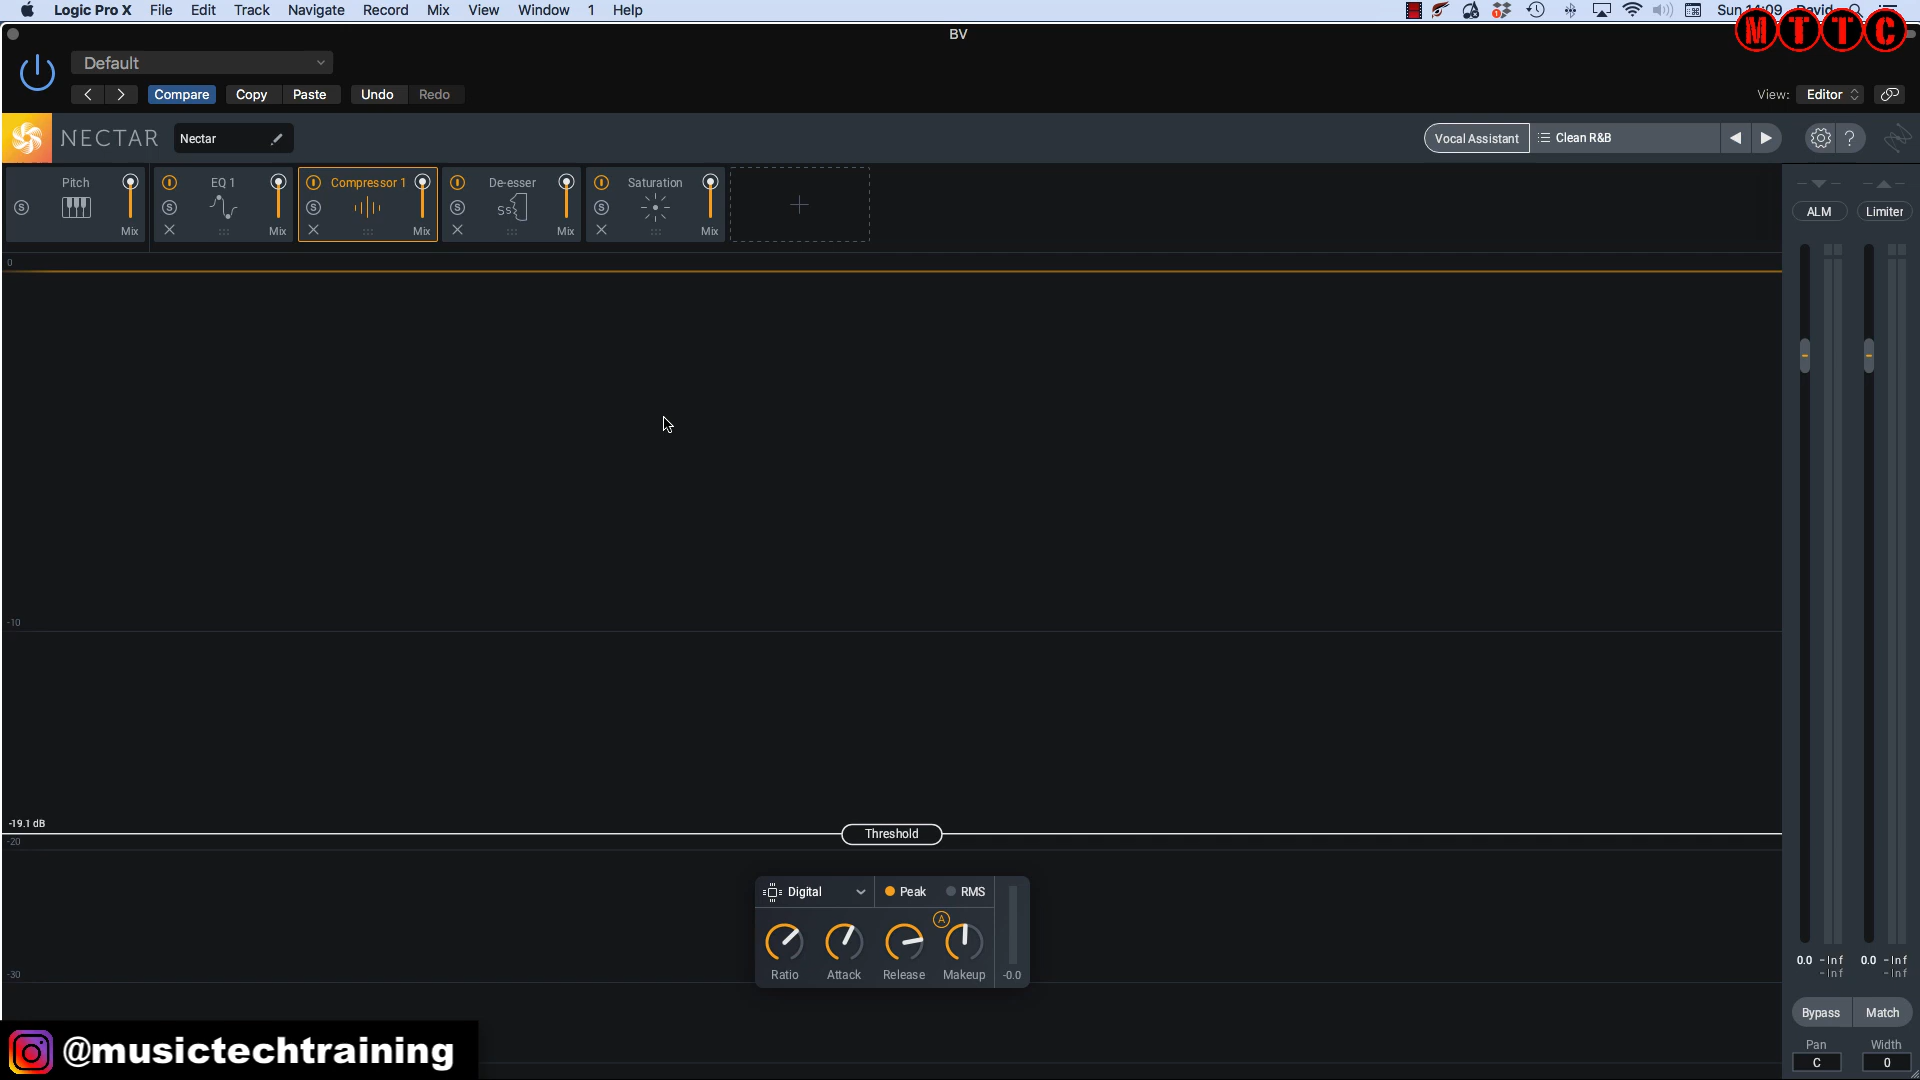 Logic Pro X File Edit Track Navigate Record Mix View Window 1 Help
MTTC
BV
Default
Compare Copy Paste Undo Redo
View: Editor
NECTAR Nectar Vocal Assistant Clean R&B ?
Pitch EQ 1 Compressor 1 De-esser Saturation
S S S S S
Mix Mix Mix Mix Mix
ALM Limiter
0
-10
-19.1 dB
Threshold
-20
Digital Peak RMS
A
Ratio Attack Release Makeup -0.0
-30
0.0 -Inf 0.0 -Inf
-Inf -Inf
Bypass Match
Pan Width
C 0
@musictechtraining